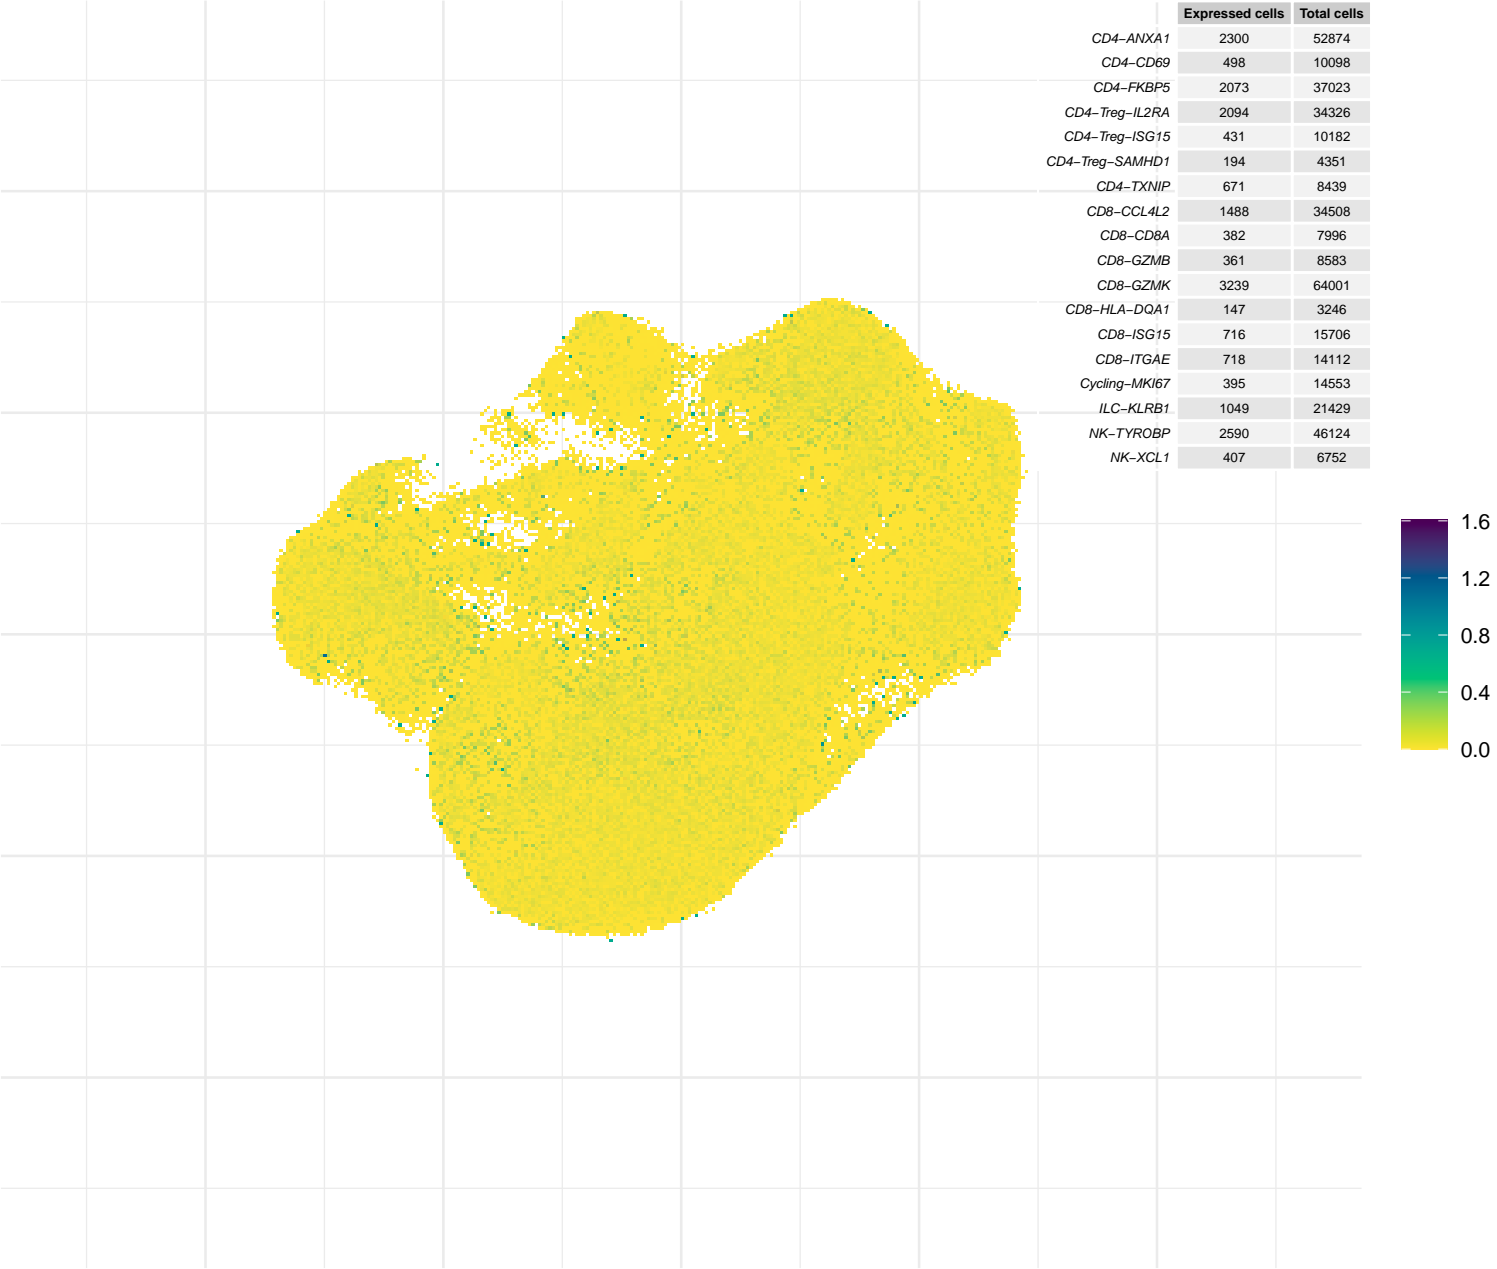 Expressed cells Total cells
CD4−ANXA1 2300 52874
CD4−CD69 498 10098
CD4−FKBP5 2073 37023
CD4−Treg−IL2RA 2094 34326
CD4−Treg−ISG15 431 10182
CD4−Treg−SAMHD1 194 4351
CD4−TXNIP 671 8439
CD8−CCL4L2 1488 34508
CD8−CD8A 382 7996
CD8−GZMB 361 8583
CD8−GZMK 3239 64001
CD8−HLA−DQA1 147 3246
CD8−ISG15 716 15706
CD8−ITGAE 718 14112
Cycling−MKI67 395 14553
ILC−KLRB1 1049 21429
NK−TYROBP 2590 46124
NK−XCL1 407 6752
1.6
1.2
0.8
0.4
0.0